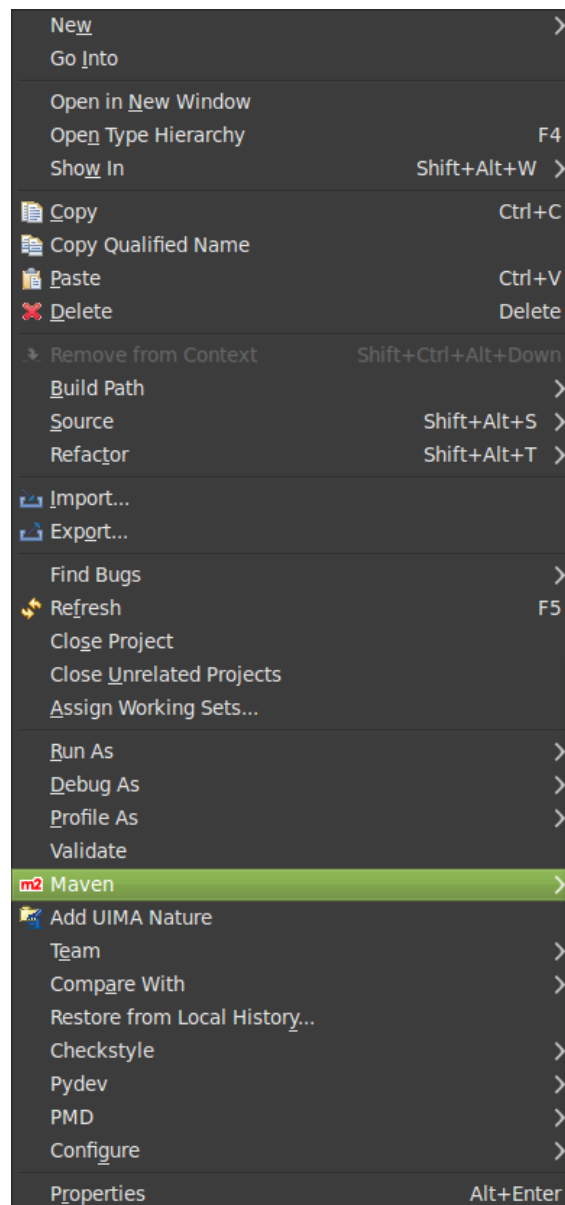 New
Go Into
Open in New Window
Open Type Hierarchy F4
Show In Shift+Alt+W
Copy Ctrl+C
Copy Qualified Name
Paste Ctrl+V
Delete Delete
Remove from Context Shift+Ctrl+Alt+Down
Build Path
Source Shift+Alt+S
Refactor Shift+Alt+T
Import...
Export...
Find Bugs
Refresh F5
Close Project
Close Unrelated Projects
Assign Working Sets...
Run As
Debug As
Profile As
Validate
m2 Maven
Add UIMA Nature
Team
Compare With
Restore from Local History...
Checkstyle
Pydev
PMD
Configure
Properties Alt+Enter